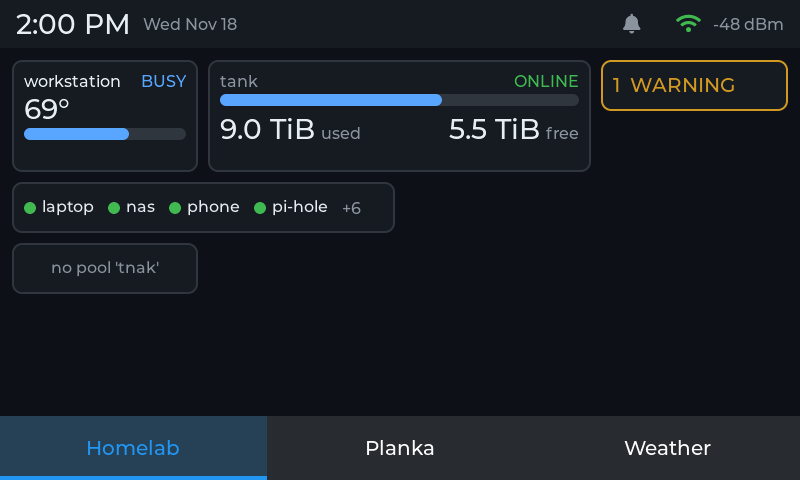 2:00 PM Wed Nov 18 -48 dBm
workstation BUSY
69°
tank ONLINE
9.0 TiB used 5.5 TiB free
1 WARNING
laptop nas phone pi-hole +6
no pool 'tnak'
Homelab Planka Weather